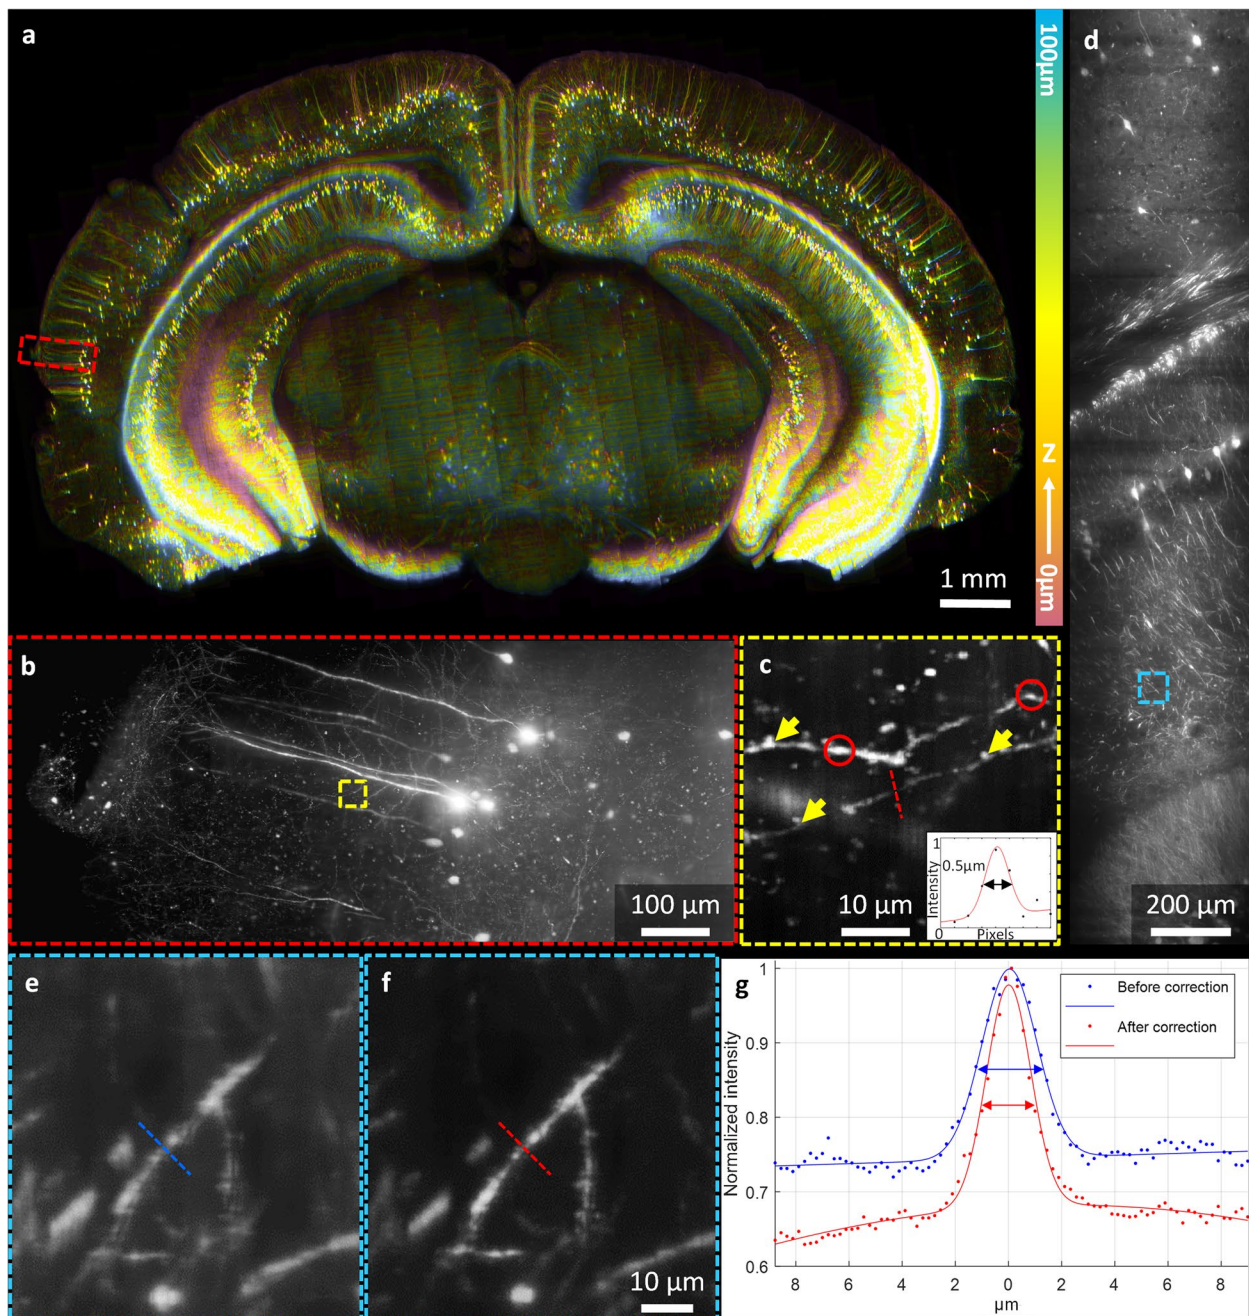 a
100µm
Z
0µm
1 mm
d
200 µm
b
100 µm
c
10 µm
1
0.5µm
Intensity
0
Pixels
e
f
10 µm
g
Before correction
After correction
Normalized intensity
1
0.9
0.8
0.7
0.6
8
6
4
2
0
2
4
6
8
µm